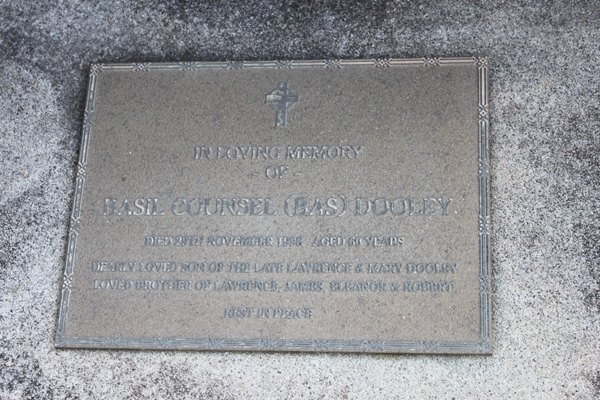 IN LOVING MEMORY
- OF -
BASIL COUNSEL (BAS) DOOLEY
DIED 28TH NOVEMBER AGED YEARS
DEARLY LOVED SON OF THE LATE LAWRENCE & MARY DOOLEY
LOVED BROTHER OF LAWRENCE, JAMES, ELEANOR & ROBERT
REST IN PEACE